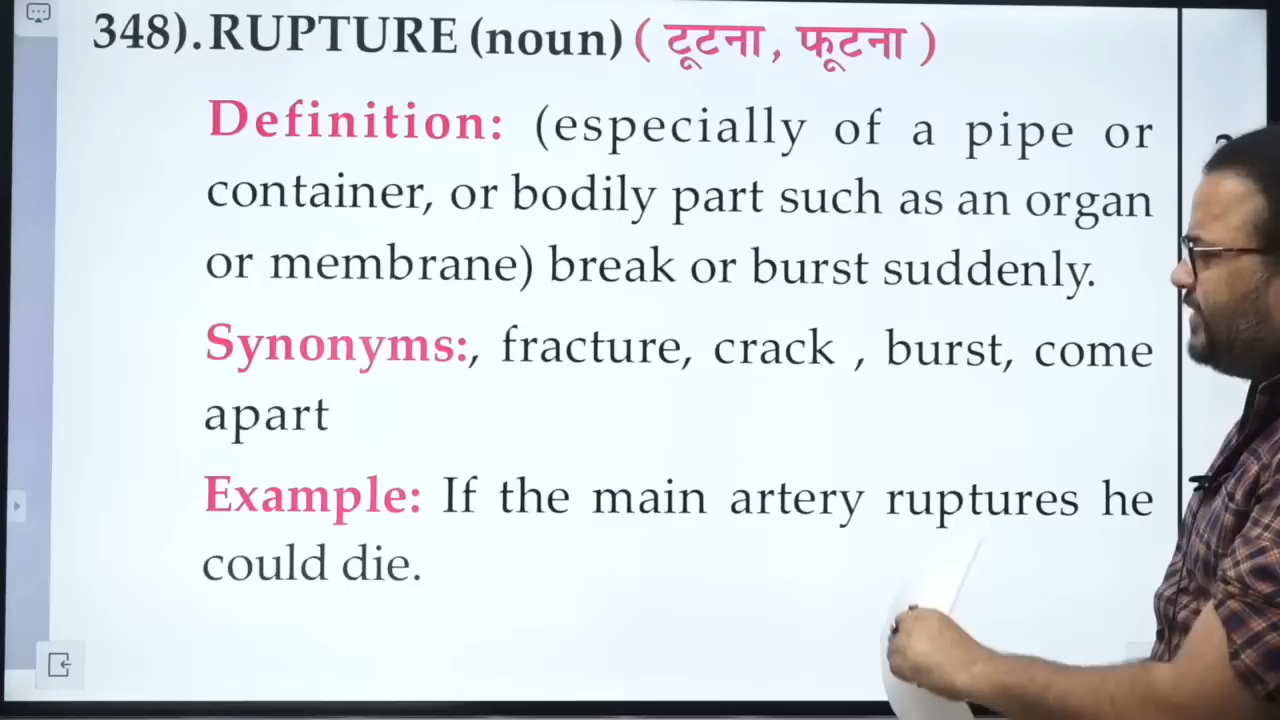 348). RUPTURE (noun) ( टूटना , फूटना )
Definition: (especially of a pipe or
container, or bodily part such as an organ
or membrane) break or burst suddenly.
Synonyms:, fracture, crack , burst, come
apart
Example: If the main artery ruptures he
could die.